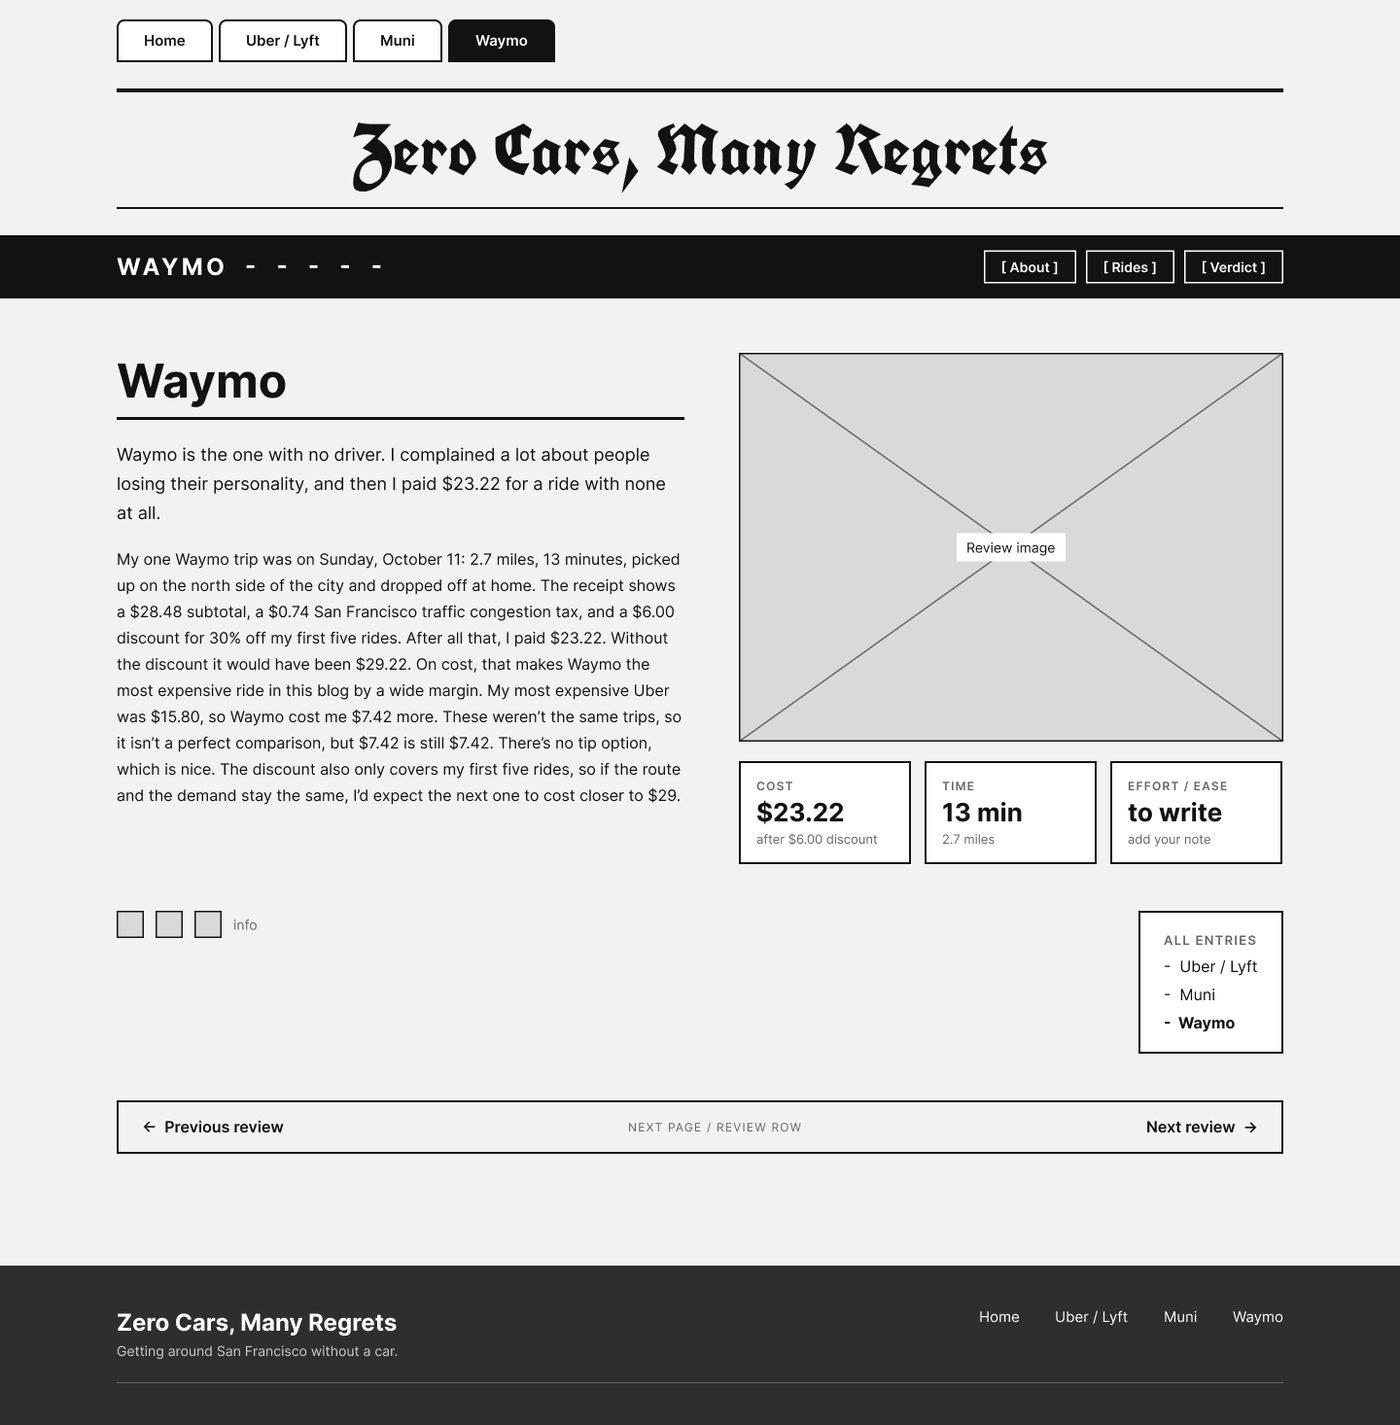 Home
Uber / Lyft
Muni
Waymo
Zero Cars, Many Regrets
WAYMO - - - - -
[ About ]
[ Rides ]
[ Verdict ]
Waymo
Waymo is the one with no driver. I complained a lot about people
losing their personality, and then I paid $23.22 for a ride with none
at all.
My one Waymo trip was on Sunday, October 11: 2.7 miles, 13 minutes, picked
up on the north side of the city and dropped off at home. The receipt shows
a $28.48 subtotal, a $0.74 San Francisco traffic congestion tax, and a $6.00
discount for 30% off my first five rides. After all that, I paid $23.22. Without
the discount it would have been $29.22. On cost, that makes Waymo the
most expensive ride in this blog by a wide margin. My most expensive Uber
was $15.80, so Waymo cost me $7.42 more. These weren’t the same trips, so
it isn’t a perfect comparison, but $7.42 is still $7.42. There’s no tip option,
which is nice. The discount also only covers my first five rides, so if the route
and the demand stay the same, I’d expect the next one to cost closer to $29.
Review image
COST
$23.22
after $6.00 discount
TIME
13 min
2.7 miles
EFFORT / EASE
to write
add your note
info
ALL ENTRIES
- Uber / Lyft
- Muni
- Waymo
← Previous review
NEXT PAGE / REVIEW ROW
Next review →
Zero Cars, Many Regrets
Getting around San Francisco without a car.
Home
Uber / Lyft
Muni
Waymo